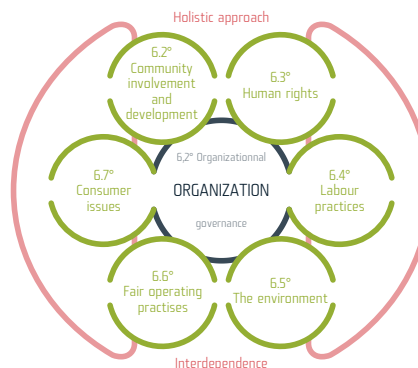 Holistic approach
6.2°
Community
involvement
and
development
6.3°
Human rights
6,2° Organizationnal
ORGANIZATION
governance
6.7°
Consumer
issues
6.4°
Labour
practices
6.6°
Fair operating
practises
6.5°
The environment
Interdependence